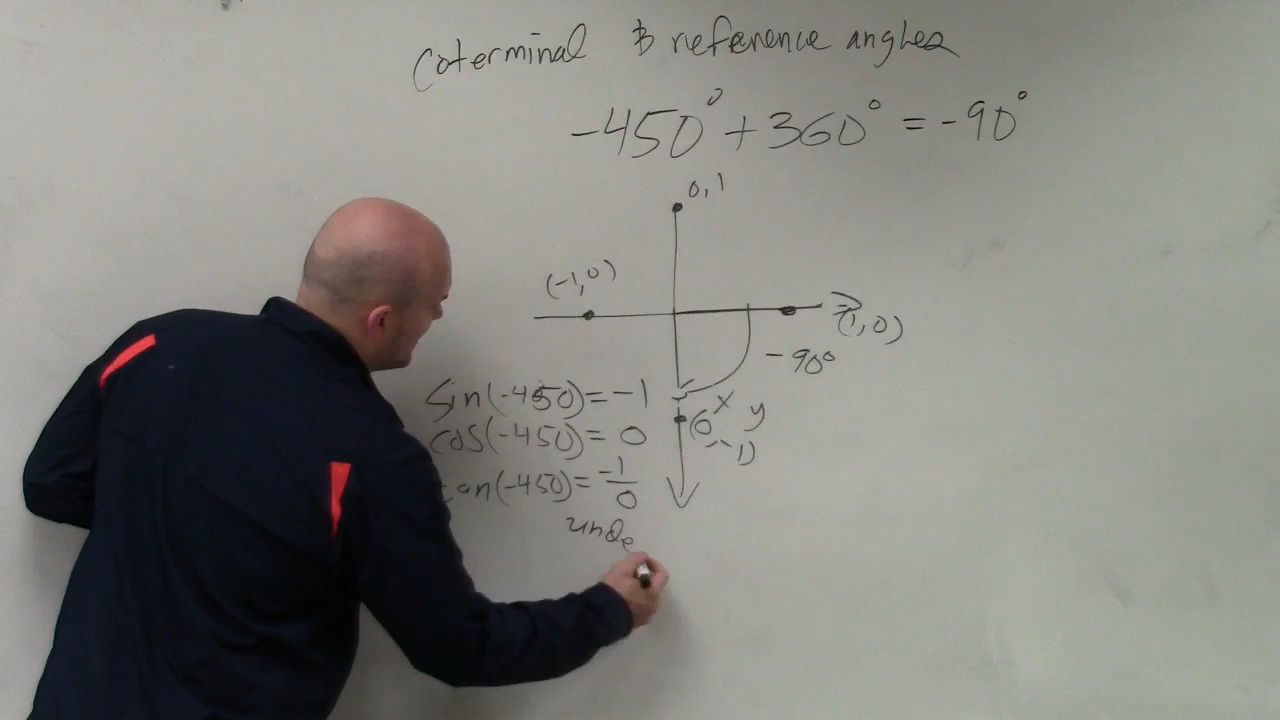 Coterminal & reference angles
-450° + 360° = -90°
0, 1
(-1, 0)
(1, 0)
-90°
sin(-450) = -1
x y
cos(-450) = 0
(0, -1)
tan(-450) = -1/0
unde